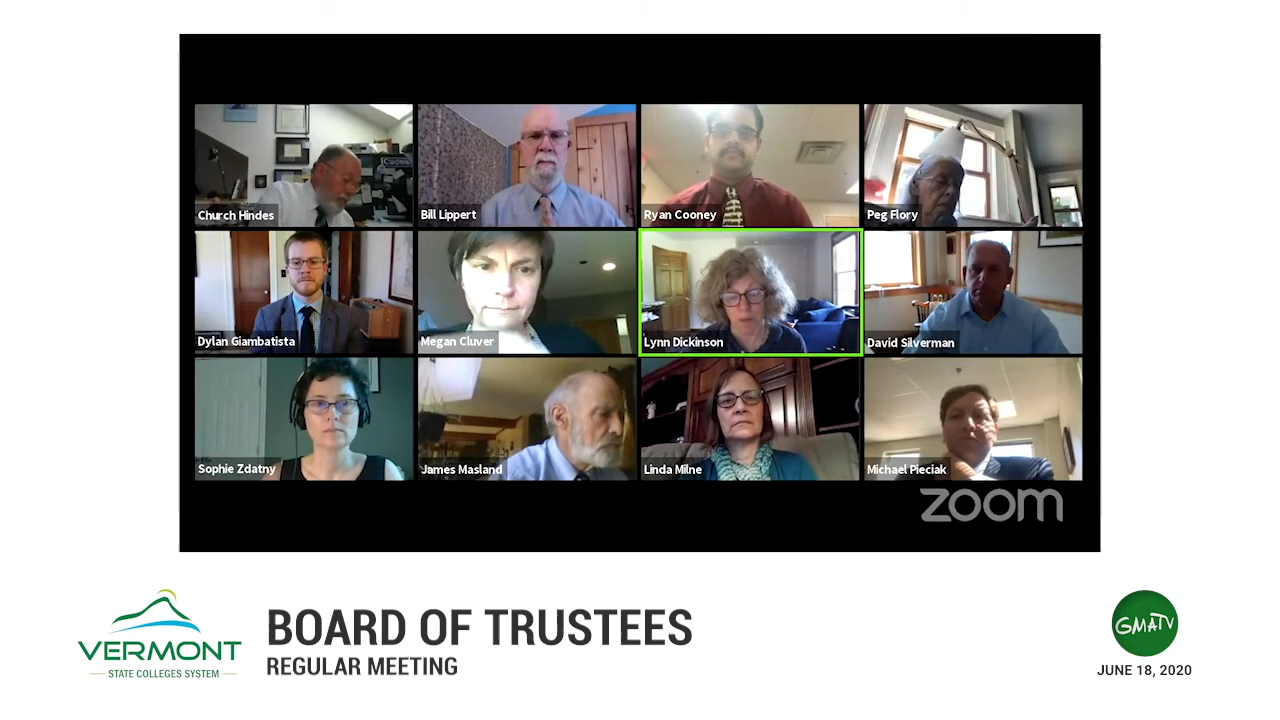 Church Hindes
Bill Lippert
Ryan Cooney
Peg Flory
Dylan Giambatista
Megan Cluver
Lynn Dickinson
David Silverman
Sophie Zdatny
James Masland
Linda Milne
Michael Pieciak
zoom
VERMONT
STATE COLLEGES SYSTEM
BOARD OF TRUSTEES
REGULAR MEETING
GMATV
JUNE 18, 2020